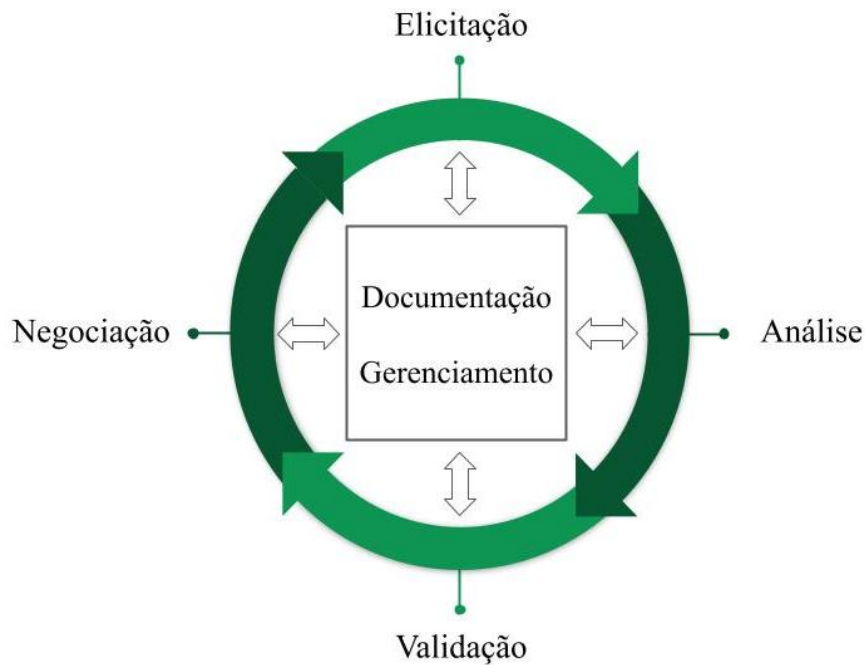 Elicitação
Documentação
Negociação
Análise
Gerenciamento
Validação